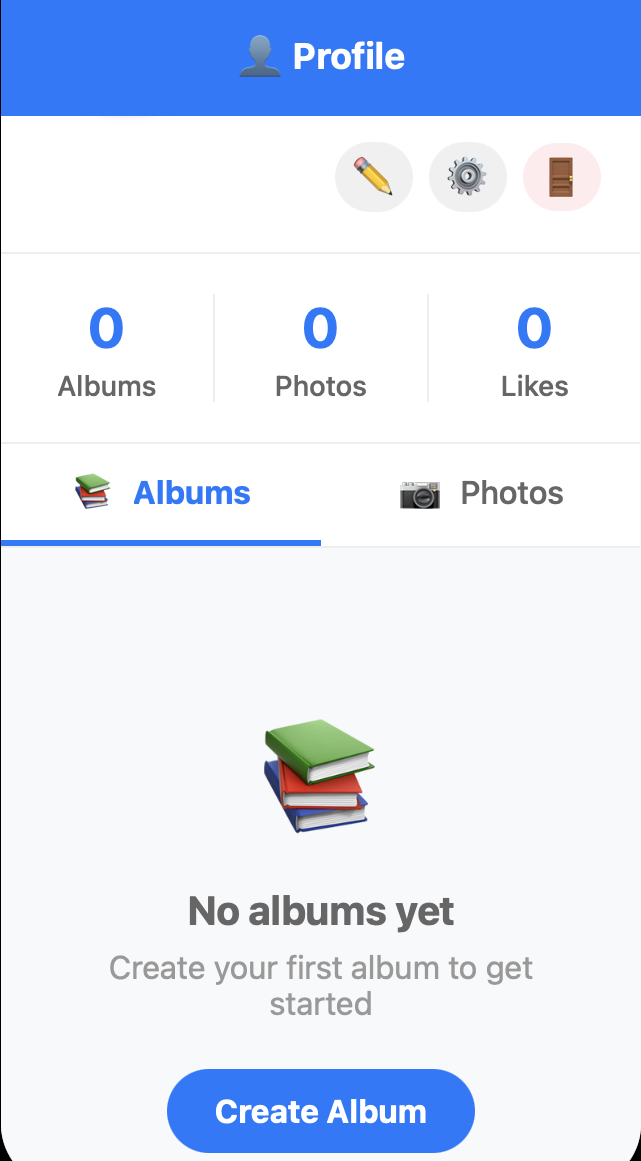 Profile
0
Albums
0
Photos
0
Likes
Albums
Photos
No albums yet
Create your first album to get
started
Create Album